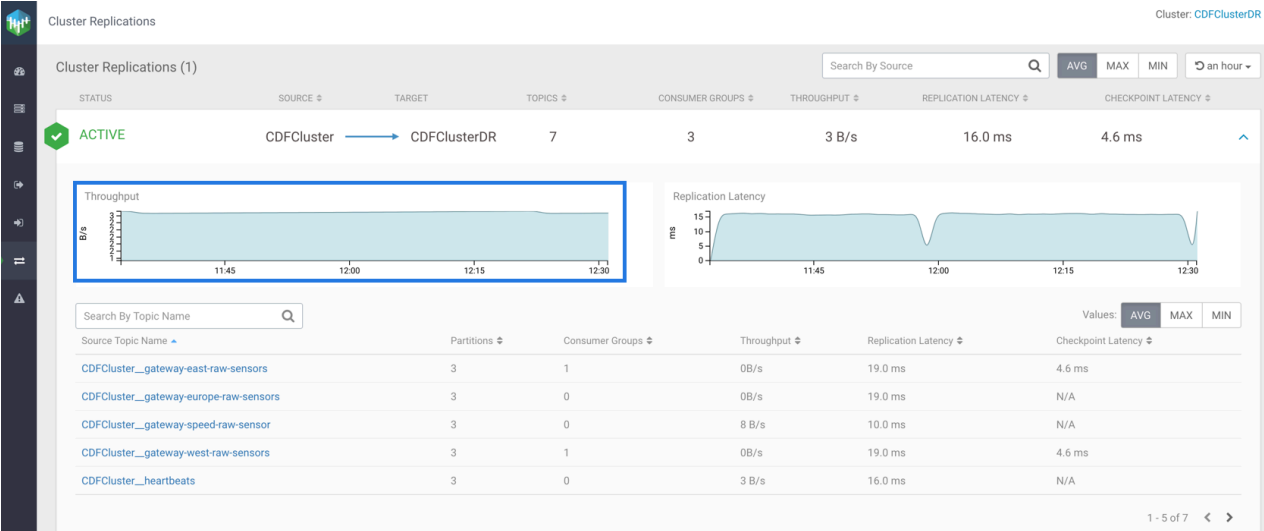 Cluster Replications
Cluster: CDFClusterDR
Cluster Replications (1)
Search By Source
AVG MAX MIN
an hour
STATUS SOURCE TARGET TOPICS CONSUMER GROUPS THROUGHPUT REPLICATION LATENCY CHECKPOINT LATENCY
ACTIVE CDFCluster CDFClusterDR 7 3 3 B/s 16.0 ms 4.6 ms
Throughput
B/s
3
3
2
2
2
2
2
1
11:45 12:00 12:15 12:30
Replication Latency
ms
15
10
5
0
11:45 12:00 12:15 12:30
Search By Topic Name
Values: AVG MAX MIN
Source Topic Name Partitions Consumer Groups Throughput Replication Latency Checkpoint Latency
CDFCluster__gateway-east-raw-sensors 3 1 0B/s 19.0 ms 4.6 ms
CDFCluster__gateway-europe-raw-sensors 3 0 0B/s 19.0 ms N/A
CDFCluster__gateway-speed-raw-sensor 3 0 8 B/s 10.0 ms N/A
CDFCluster__gateway-west-raw-sensors 3 1 0B/s 19.0 ms 4.6 ms
CDFCluster__heartbeats 3 0 3 B/s 16.0 ms N/A
1 - 5 of 7